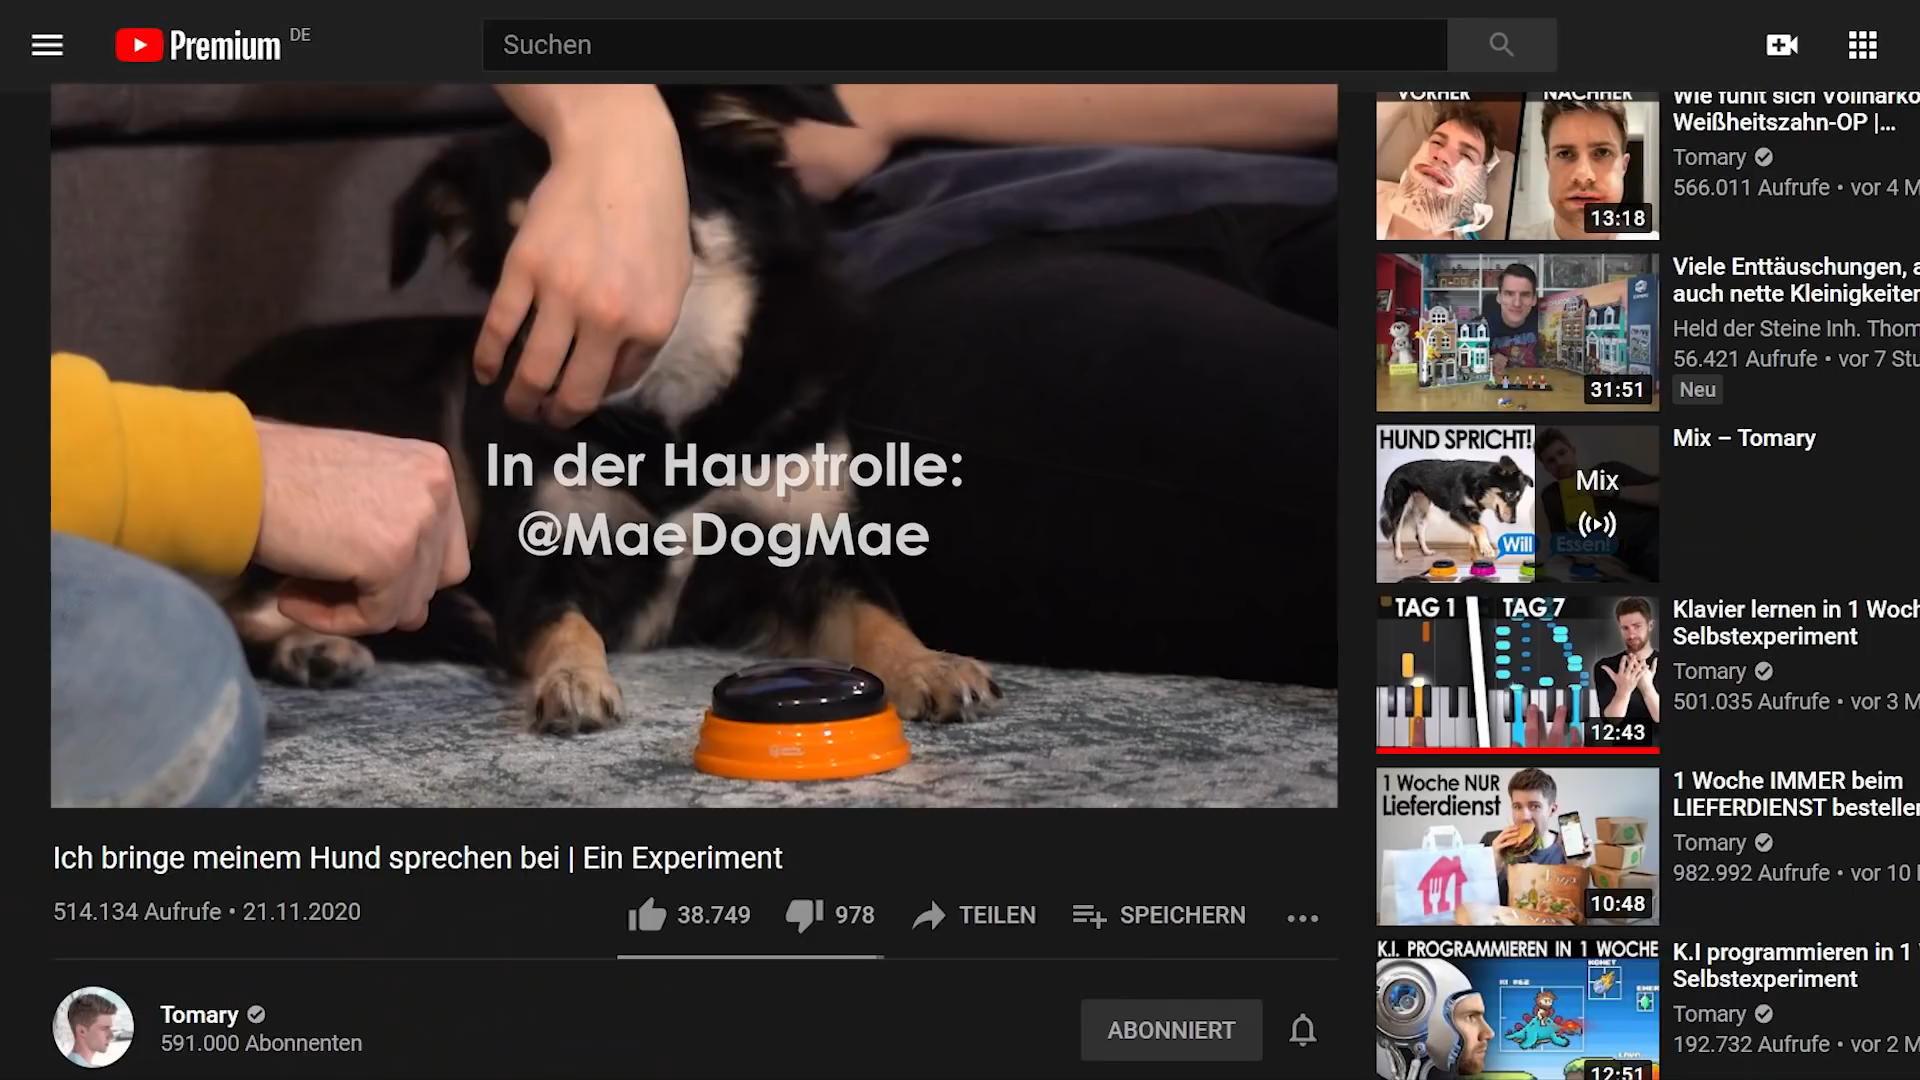 Premium DE
Suchen
In der Hauptrolle:
@MaeDogMae
Ich bringe meinem Hund sprechen bei | Ein Experiment
514.134 Aufrufe • 21.11.2020
38.749
978
TEILEN
SPEICHERN
Tomary
591.000 Abonnenten
ABONNIERT
VORHER
NACHHER
13:18
Wie fühlt sich Vollnarko
Weißheitszahn-OP |...
Tomary
566.011 Aufrufe • vor 4 M
31:51
Viele Enttäuschungen, a
auch nette Kleinigkeiten
Held der Steine Inh. Thom
56.421 Aufrufe • vor 7 Stu
Neu
HUND SPRICHT!
Will
Essen!
Mix
Mix – Tomary
TAG 1
TAG 7
12:43
Klavier lernen in 1 Woch
Selbstexperiment
Tomary
501.035 Aufrufe • vor 3 M
1 Woche NUR
Lieferdienst
10:48
1 Woche IMMER beim
LIEFERDIENST bestellen
Tomary
982.992 Aufrufe • vor 10
K.I. PROGRAMMIEREN IN 1 WOCHE
12:51
K.I programmieren in 1
Selbstexperiment
Tomary
192.732 Aufrufe • vor 2 M